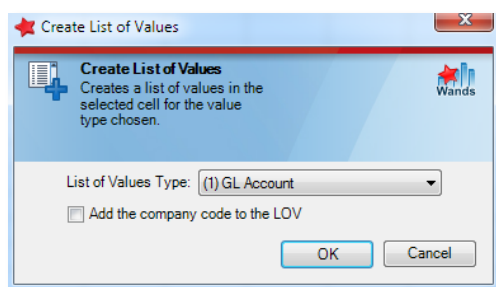 Create List of Values
X
Create List of Values
Creates a list of values in the
selected cell for the value
type chosen.
Wands
List of Values Type: (1) GL Account
Add the company code to the LOV
OK Cancel